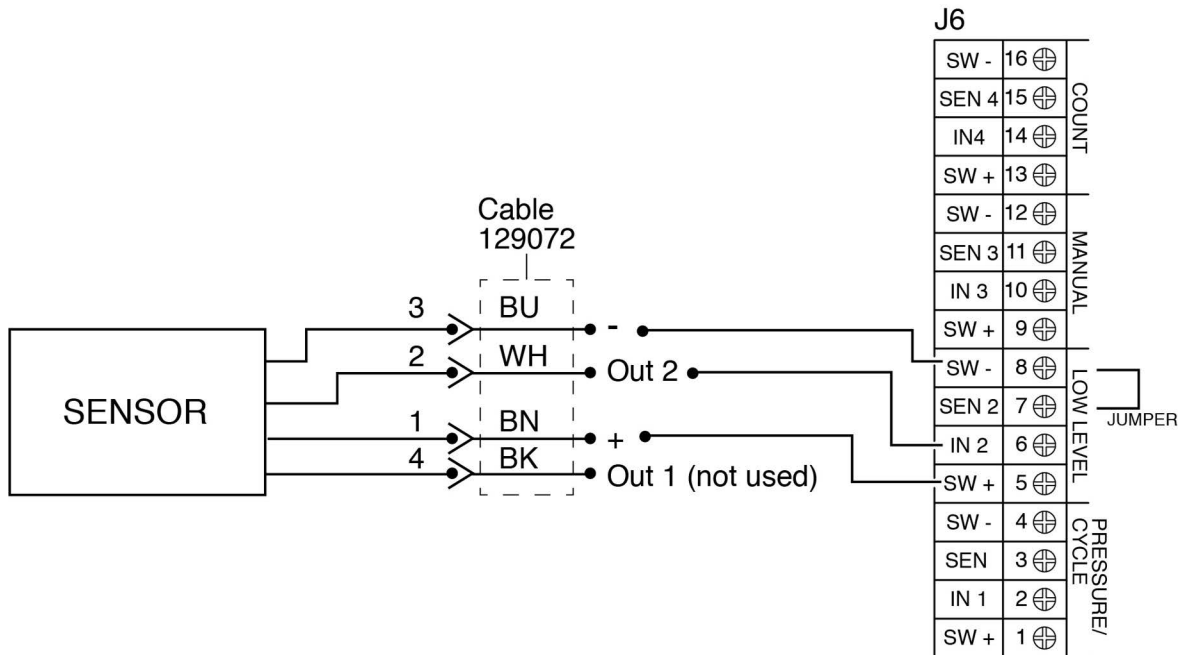 J6
SW - 16
SEN 4 15
IN4 14
SW + 13
COUNT
SW - 12
SEN 3 11
IN 3 10
SW + 9
MANUAL
SW - 8
SEN 2 7
IN 2 6
SW + 5
LOW LEVEL
JUMPER
SW - 4
SEN 3
IN 1 2
SW + 1
PRESSURE/
CYCLE
Cable
129072
SENSOR
3 BU -
2 WH Out 2
1 BN +
4 BK Out 1 (not used)